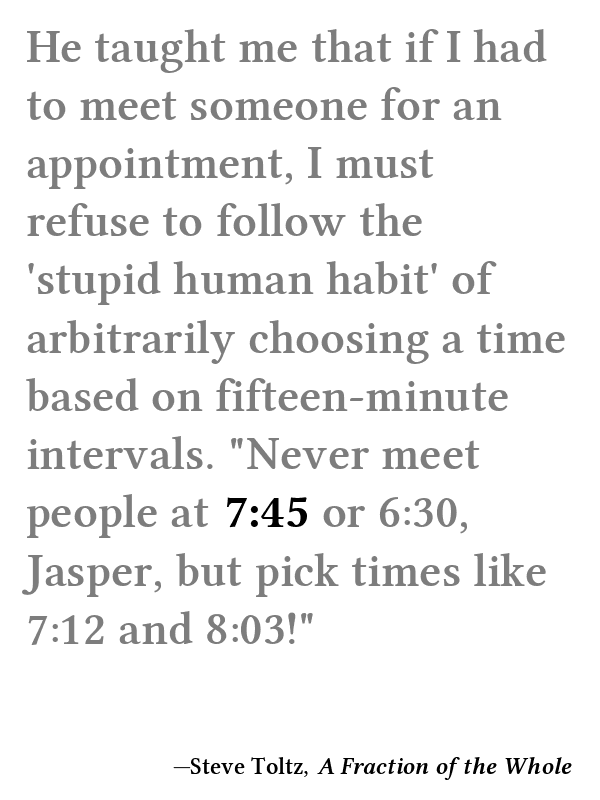 He taught me that if I had
to meet someone for an
appointment, I must
refuse to follow the
'stupid human habit' of
arbitrarily choosing a time
based on fifteen-minute
intervals. "Never meet
people at 7:45 or 6:30,
Jasper, but pick times like
7:12 and 8:03!"
—Steve Toltz, A Fraction of the Whole